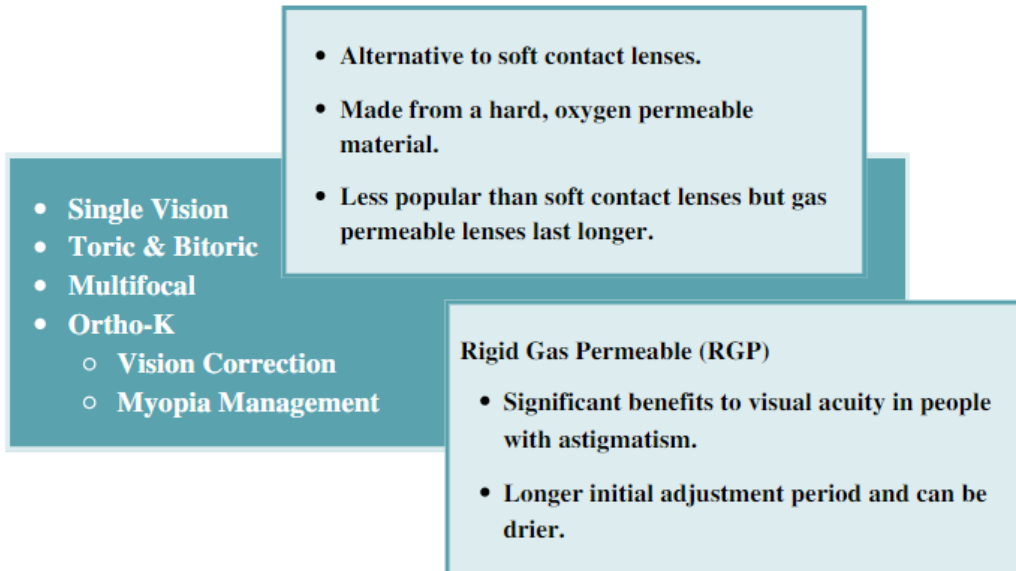 • Alternative to soft contact lenses.
• Made from a hard, oxygen permeable
material.
• Less popular than soft contact lenses but gas
permeable lenses last longer.
• Single Vision
• Toric & Bitoric
• Multifocal
• Ortho-K
○ Vision Correction
○ Myopia Management
Rigid Gas Permeable (RGP)
• Significant benefits to visual acuity in people
with astigmatism.
• Longer initial adjustment period and can be
drier.